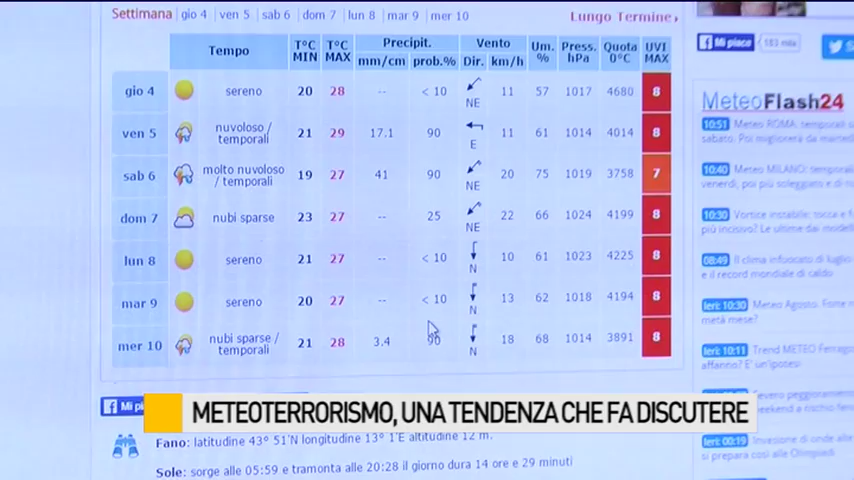 Settimana | gio 4 | ven 5 | sab 6 | dom 7 | lun 8 | mar 9 | mer 10 Lungo Termine
Tempo T°C MIN T°C MAX Precipit. Vento Um. % Press. hPa Quota 0°C UVI MAX
mm/cm prob.% Dir. km/h
gio 4 sereno 20 28 -- < 10 NE 11 57 1017 4680 8
ven 5 nuvoloso / temporali 21 29 17.1 90 E 11 61 1014 4014 8
sab 6 molto nuvoloso / temporali 19 27 41 90 NE 20 75 1019 3758 7
dom 7 nubi sparse 23 27 -- 25 NE 22 66 1024 4199 8
lun 8 sereno 21 27 -- < 10 N 10 61 1023 4225 8
mar 9 sereno 20 27 -- < 10 N 13 62 1018 4194 8
mer 10 nubi sparse / temporali 21 28 3.4 90 N 18 68 1014 3891 8
Mi piace
MeteoFlash24
10:51 Meteo ROMA: temporali
sabato. Poi migliorerà da
10:40 Meteo MILANO:
venerdì, poi più soleggiato e
10:30 Vortice instabile:
più incisivo? Le ultime dai
08:49 Il clima infuocato di luglio
e il record mondiale di caldo
Ieri: 10:30 Meteo Agosto:
metà mese?
Ieri: 10:11 Trend METEO
affanno? E' un'ipotesi
Ieri: 00:19 Invasione di
si prepara così alle Olimpiadi
METEOTERRORISMO, UNA TENDENZA CHE FA DISCUTERE
Fano: latitudine 43° 51'N longitudine 13° 1'E altitudine 12 m.
Sole: sorge alle 05:59 e tramonta alle 20:28 il giorno dura 14 ore e 29 minuti